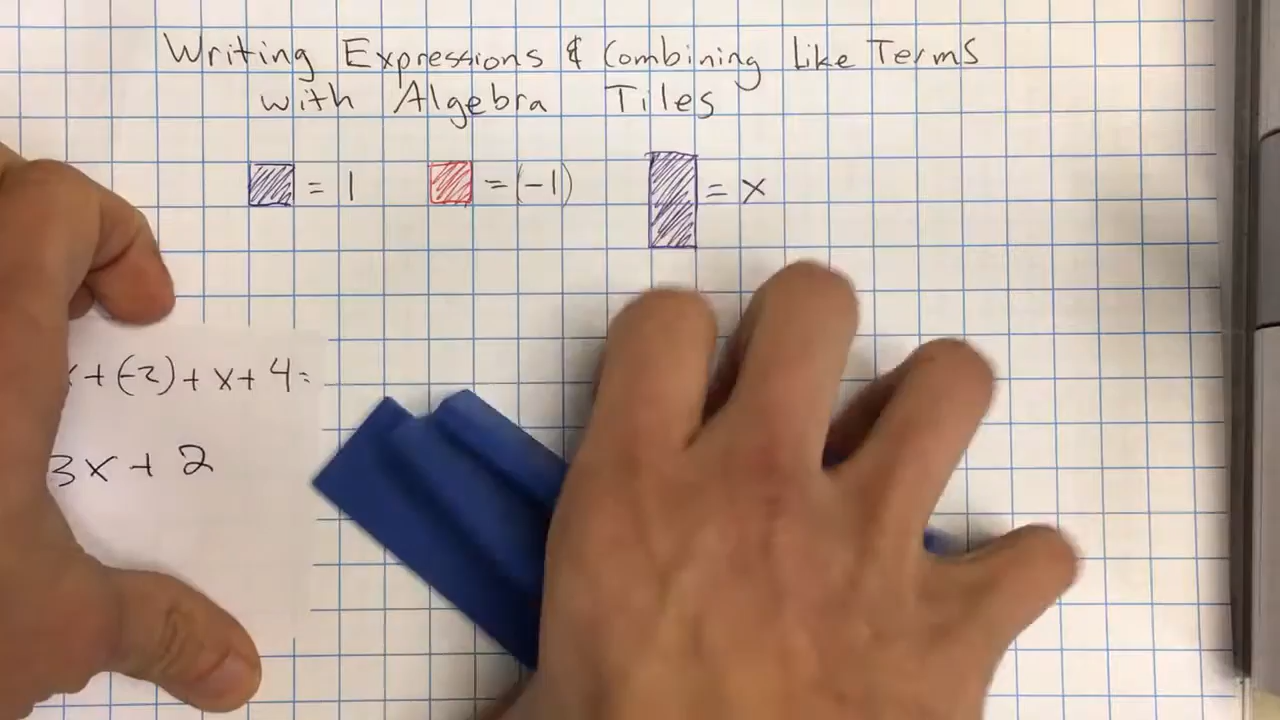 Writing Expressions & Combining Like Terms
with Algebra Tiles
= 1 = (-1) = x
+ (-2) + x + 4 =
3x + 2